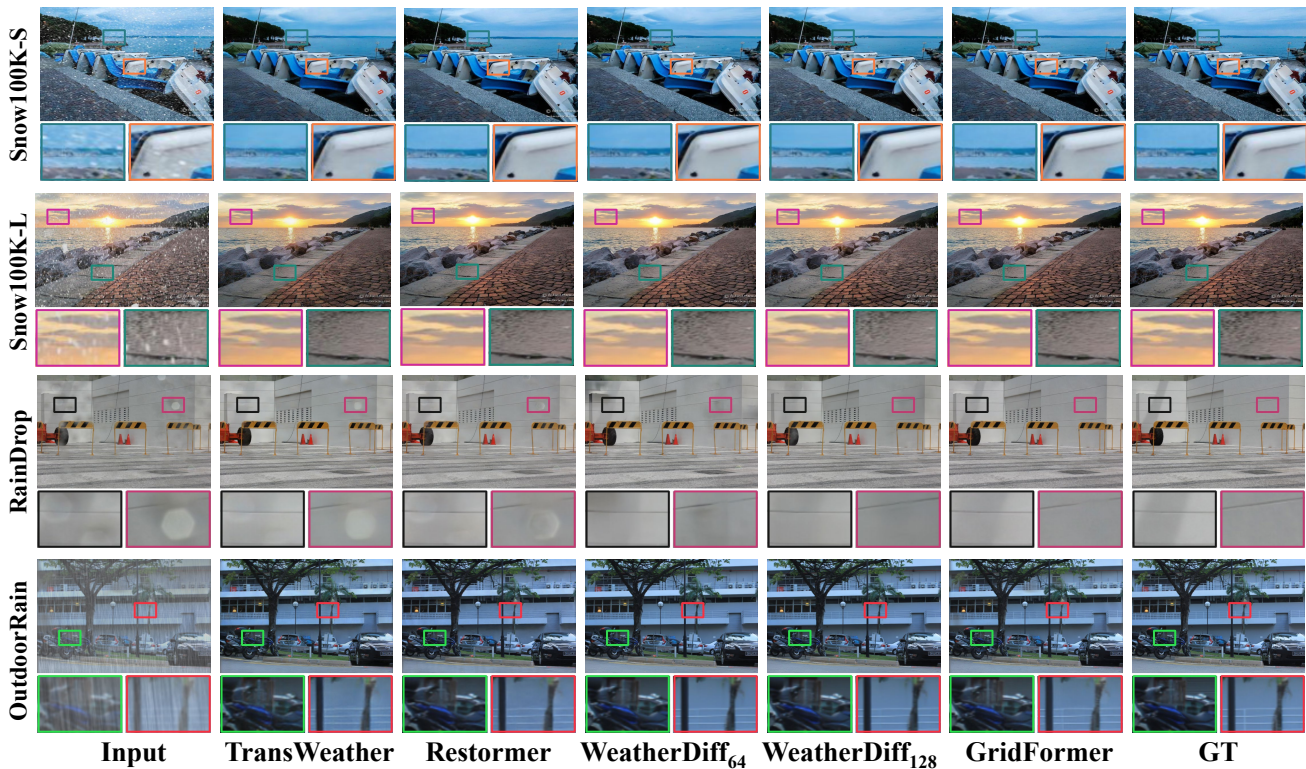 Snow100K-S
Snow100K-L
RainDrop
OutdoorRain
Input TransWeather Restormer WeatherDiff64 WeatherDiff128 GridFormer GT